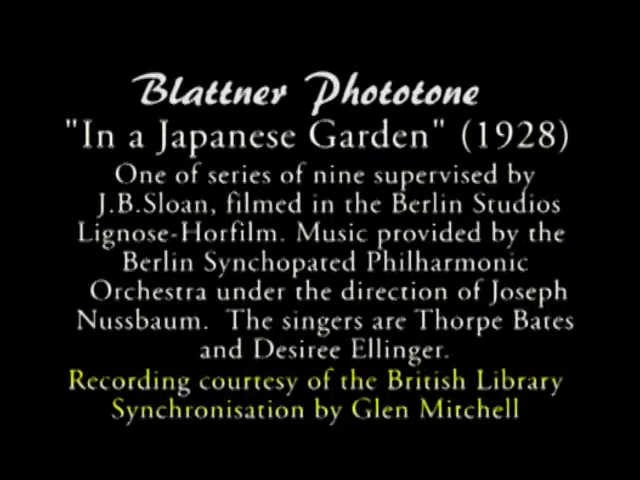 Blattner Phototone
"In a Japanese Garden" (1928)
One of series of nine supervised by
J.B.Sloan, filmed in the Berlin Studios
Lignose-Horfilm. Music provided by the
Berlin Synchopated Philharmonic
Orchestra under the direction of Joseph
Nussbaum. The singers are Thorpe Bates
and Desiree Ellinger.
Recording courtesy of the British Library
Synchronisation by Glen Mitchell